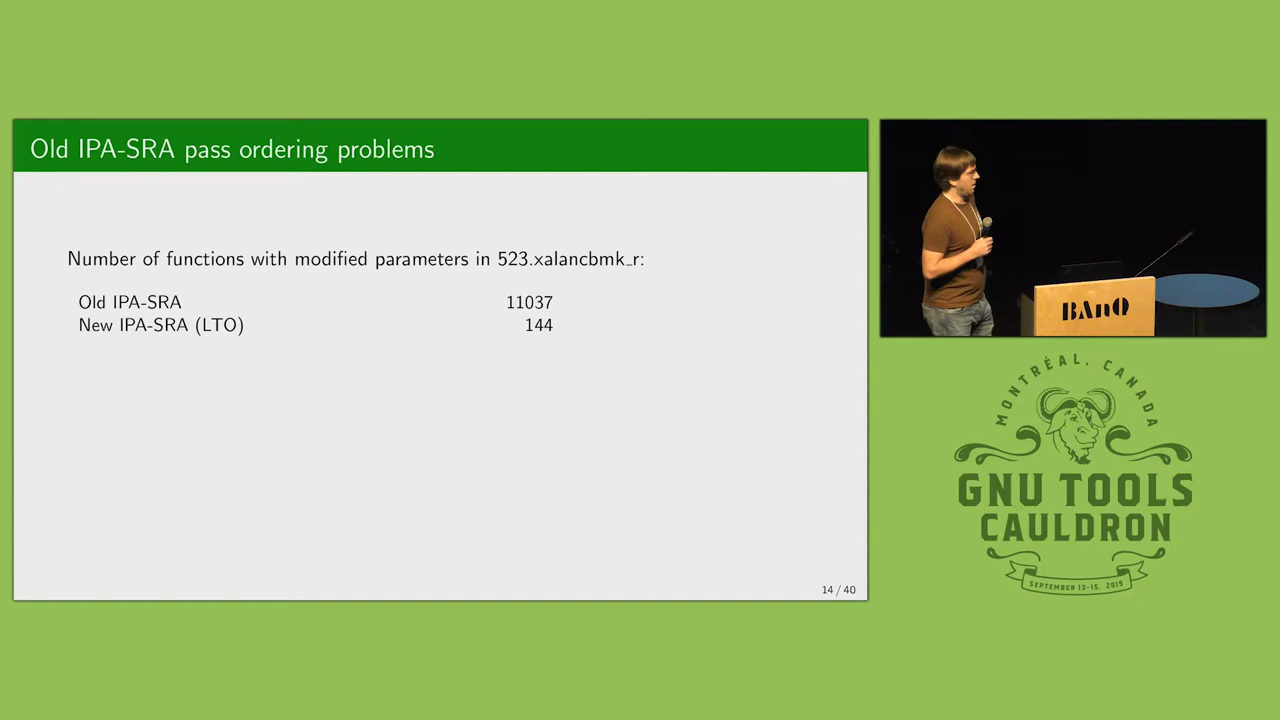 Old IPA-SRA pass ordering problems
Number of functions with modified parameters in 523.xalancbmk_r:
Old IPA-SRA 11037
New IPA-SRA (LTO) 144
14 / 40
BAnQ
MONTRÉAL, CANADA
GNU TOOLS
CAULDRON
SEPTEMBER 13-15, 2019